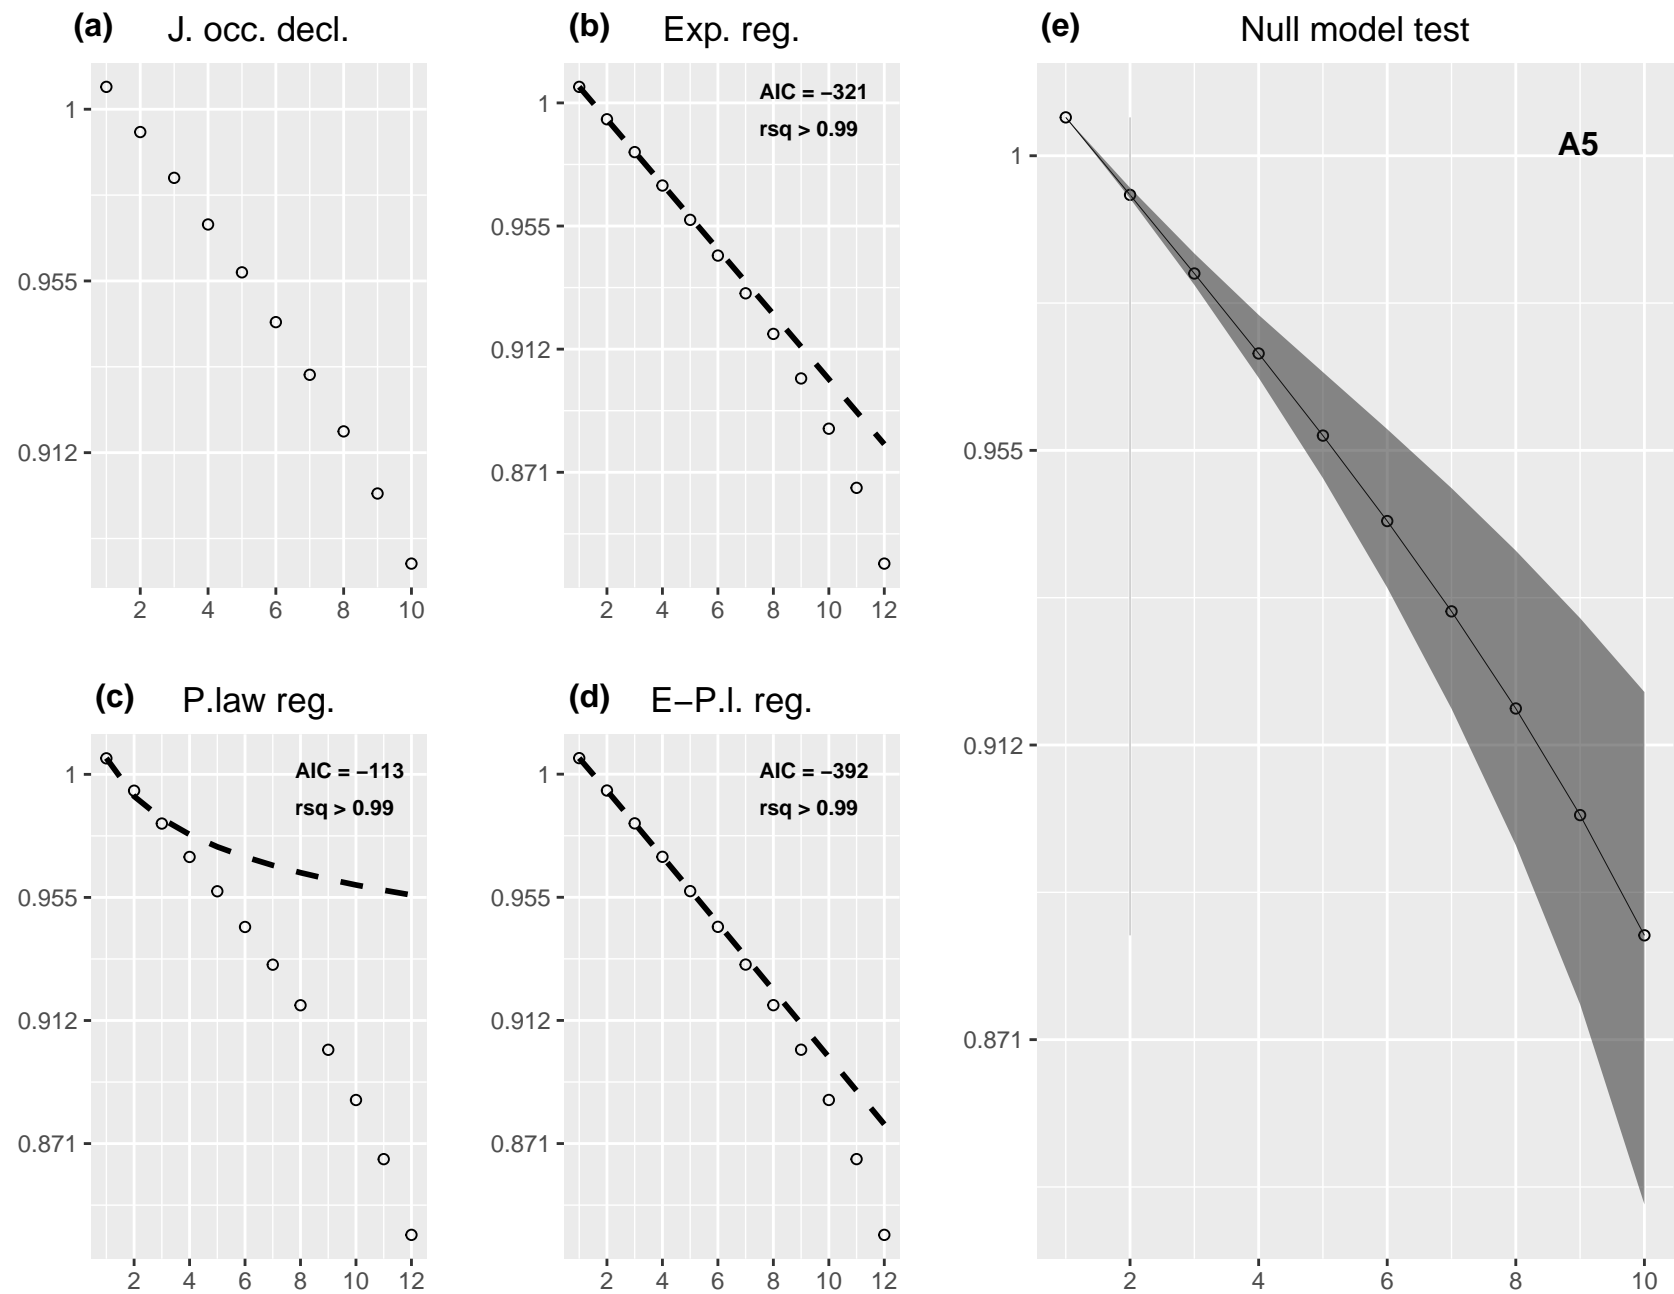 (a) J. occ. decl.
1
0.955
0.912
2 4 6 8 10
(b) Exp. reg.
AIC = −321
rsq > 0.99
1
0.955
0.912
0.871
2 4 6 8 10 12
(c) P.law reg.
AIC = −113
rsq > 0.99
1
0.955
0.912
0.871
2 4 6 8 10 12
(d) E−P.l. reg.
AIC = −392
rsq > 0.99
1
0.955
0.912
0.871
2 4 6 8 10 12
(e) Null model test
A5
1
0.955
0.912
0.871
2 4 6 8 10